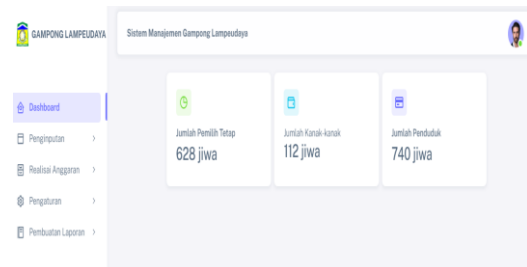 GAMPONG LAMPEUDAYA
Sistem Manajemen Gampong Lampeudaya
Dashboard
Penginputan
Realisai Anggaran
Pengaturan
Pembuatan Laporan
Jumlah Pemilih Tetap
628 jiwa
Jumlah Kanak-kanak
112 jiwa
Jumlah Penduduk
740 jiwa